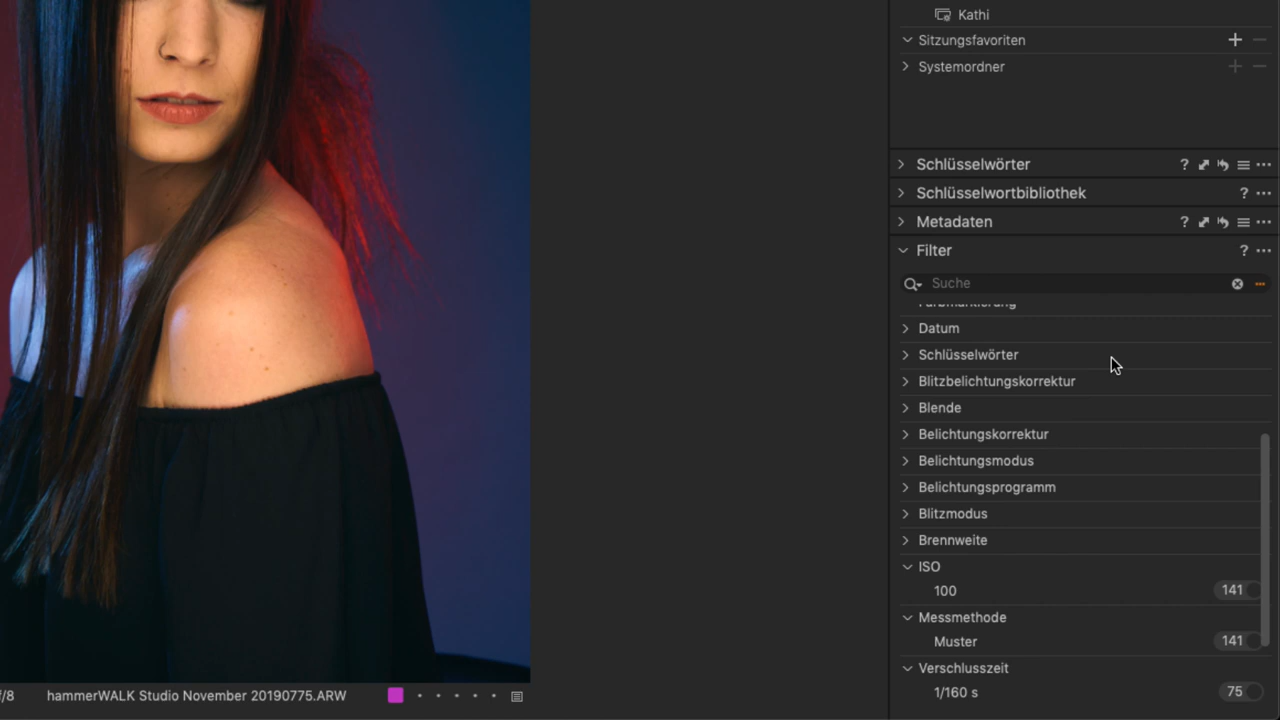 Kathi
Sitzungsfavoriten
Systemordner
Schlüsselwörter
Schlüsselwortbibliothek
Metadaten
Filter
Suche
Farbmarkierung
Datum
Schlüsselwörter
Blitzbelichtungskorrektur
Blende
Belichtungskorrektur
Belichtungsmodus
Belichtungsprogramm
Blitzmodus
Brennweite
ISO
100 141
Messmethode
Muster 141
Verschlusszeit
1/160 s 75
f/8 hammerWALK Studio November 20190775.ARW